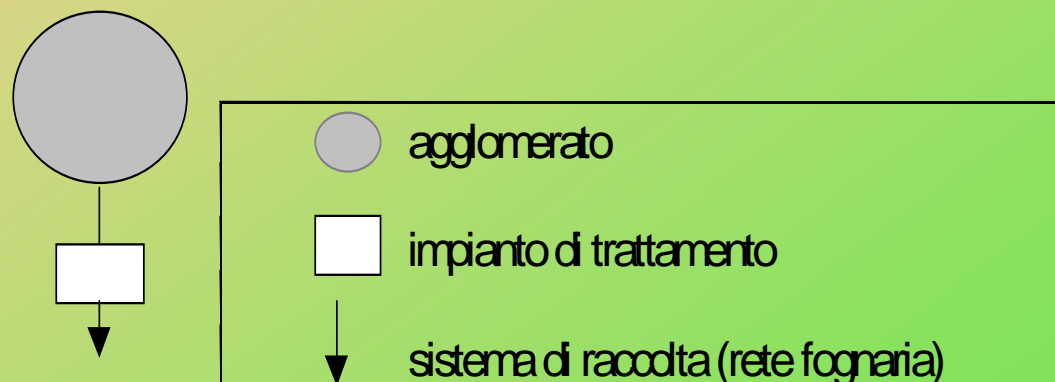 agglomerato
impianto di trattamento
sistema di raccolta (rete fognaria)